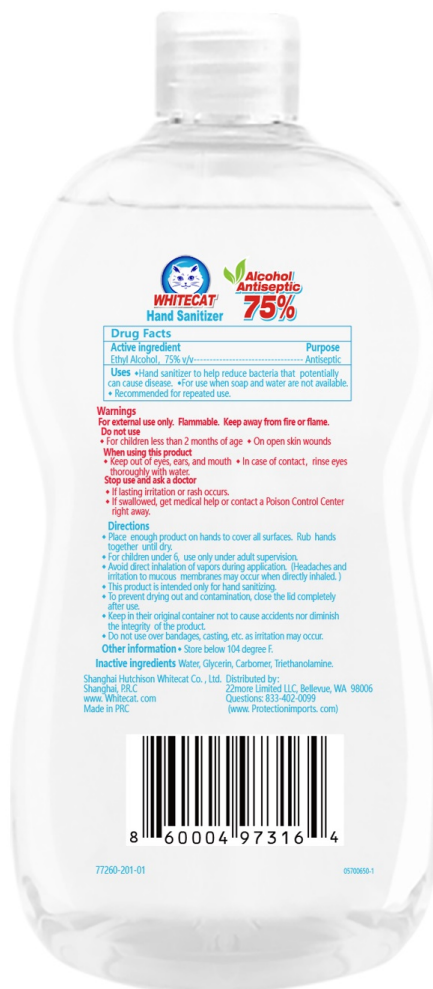 WHITECAT
Hand Sanitizer
Alcohol
Antiseptic
75%
Drug Facts
Active ingredient Purpose
Ethyl Alcohol, 75% v/v------------------------------ Antiseptic
Uses •Hand sanitizer to help reduce bacteria that potentially
can cause disease. •For use when soap and water are not available.
• Recommended for repeated use.
Warnings
For external use only. Flammable. Keep away from fire or flame.
Do not use
• For children less than 2 months of age • On open skin wounds
When using this product
• Keep out of eyes, ears, and mouth • In case of contact, rinse eyes
thoroughly with water.
Stop use and ask a doctor
• If lasting irritation or rash occurs.
• If swallowed, get medical help or contact a Poison Control Center
right away.
Directions
• Place enough product on hands to cover all surfaces. Rub hands
together until dry.
• For children under 6, use only under adult supervision.
• Avoid direct inhalation of vapors during application. (Headaches and
irritation to mucous membranes may occur when directly inhaled. )
• This product is intended only for hand sanitizing.
• To prevent drying out and contamination, close the lid completely
after use.
• Keep in their original container not to cause accidents nor diminish
the integrity of the product.
• Do not use over bandages, casting, etc. as irritation may occur.
Other information • Store below 104 degree F.
Inactive ingredients Water, Glycerin, Carbomer, Triethanolamine.
Shanghai Hutchison Whitecat Co. , Ltd.
Shanghai, P.R.C
www. Whitecat. com
Made in PRC
Distributed by:
22more Limited LLC, Bellevue, WA 98006
Questions: 833-402-0099
(www. Protectionimports. com)
8 60004 97316 4
77260-201-01
05700650-1